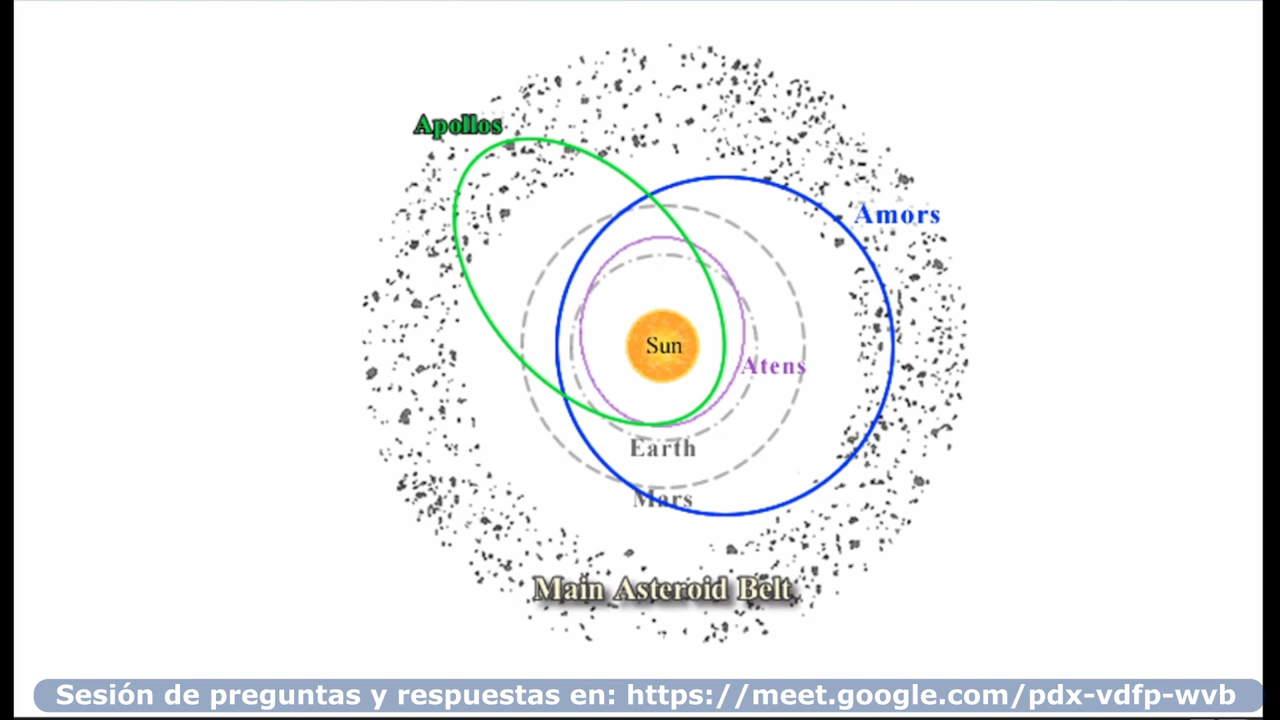 Apollos
Amors
Sun
Atens
Earth
Mars
Main Asteroid Belt
Sesión de preguntas y respuestas en: https://meet.google.com/pdx-vdfp-wvb